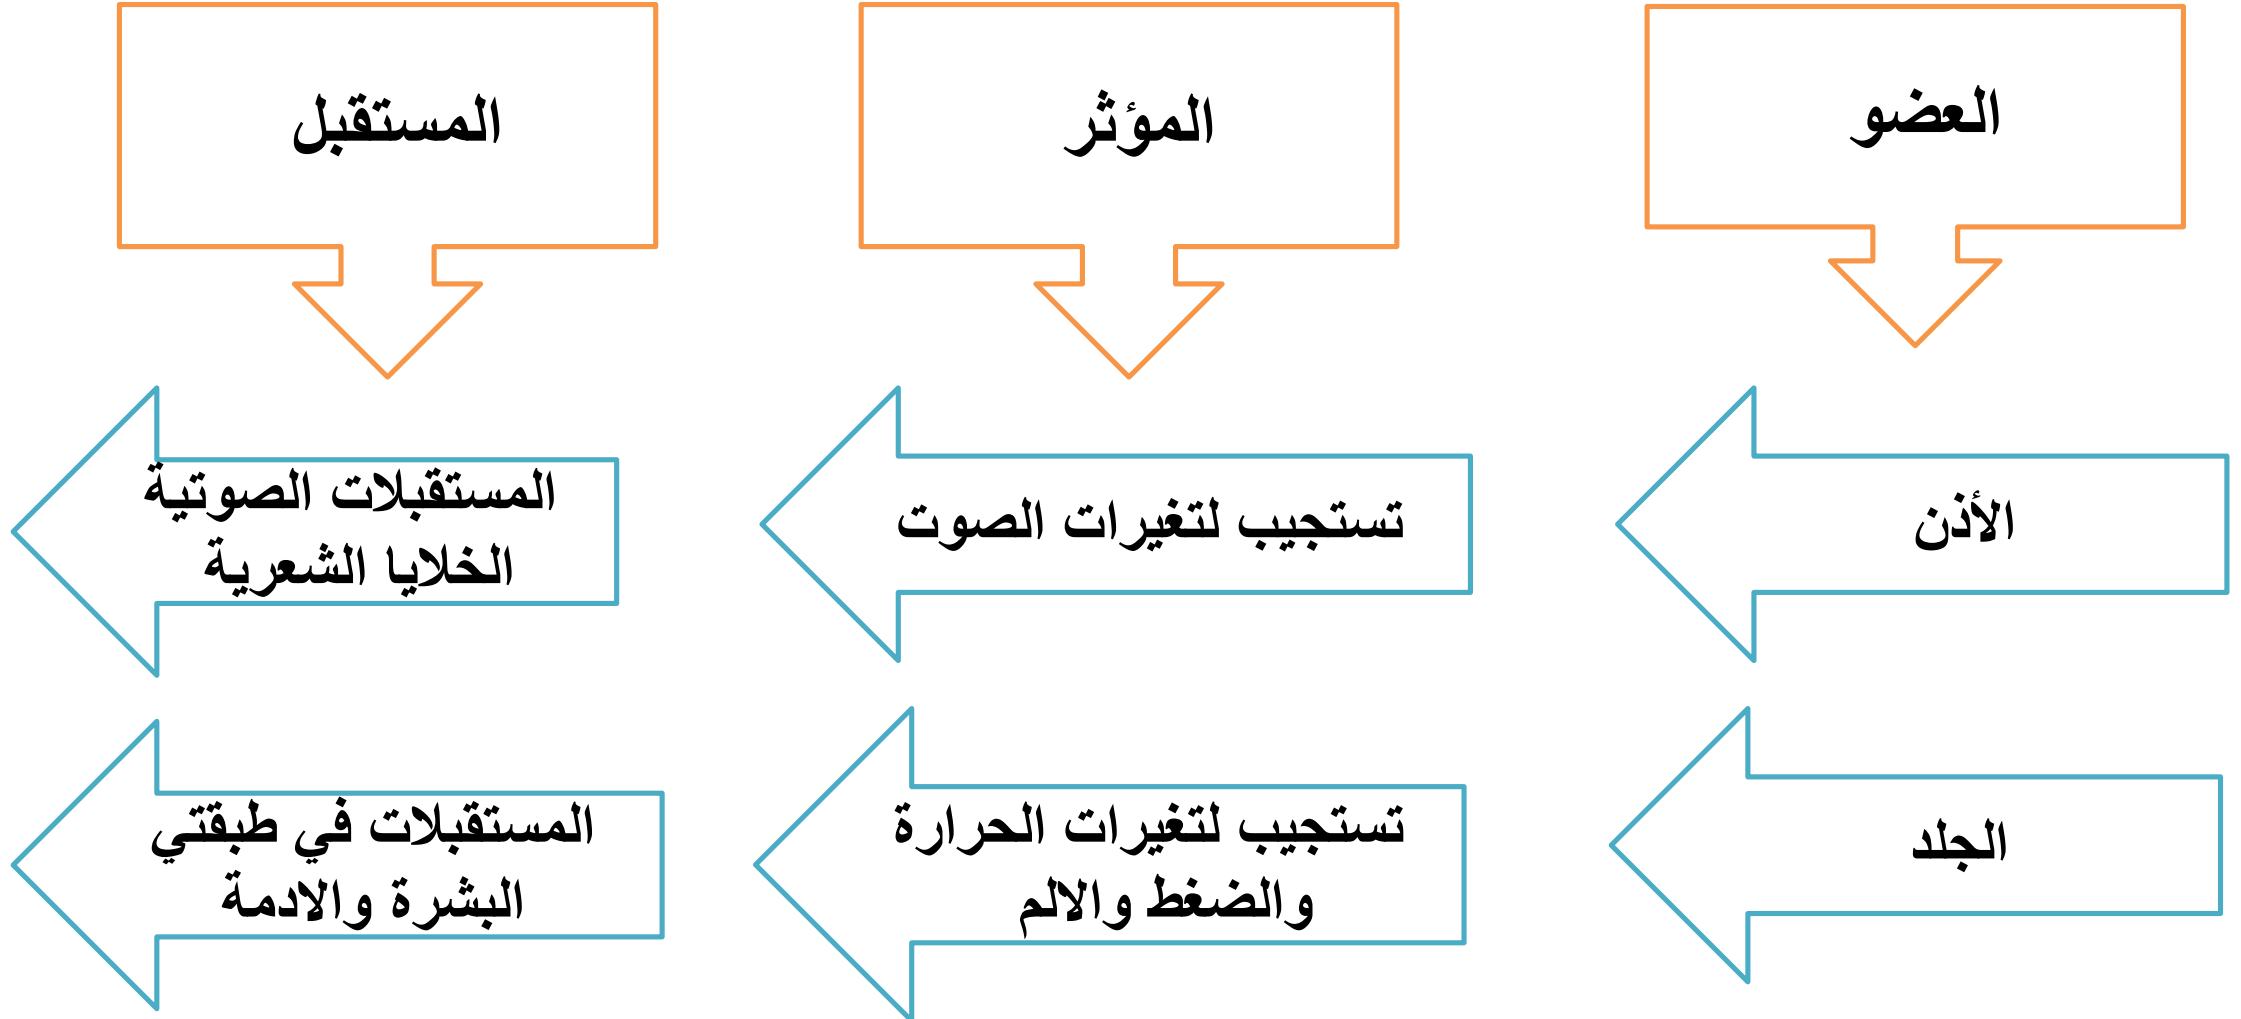 العضو
المؤثر
المستقبل
الأذن
تستجيب لتغيرات الصوت
المستقبلات الصوتية
الخلايا الشعرية
الجلد
تستجيب لتغيرات الحرارة
والضغط والالم
المستقبلات في طبقتي
البشرة والادمة